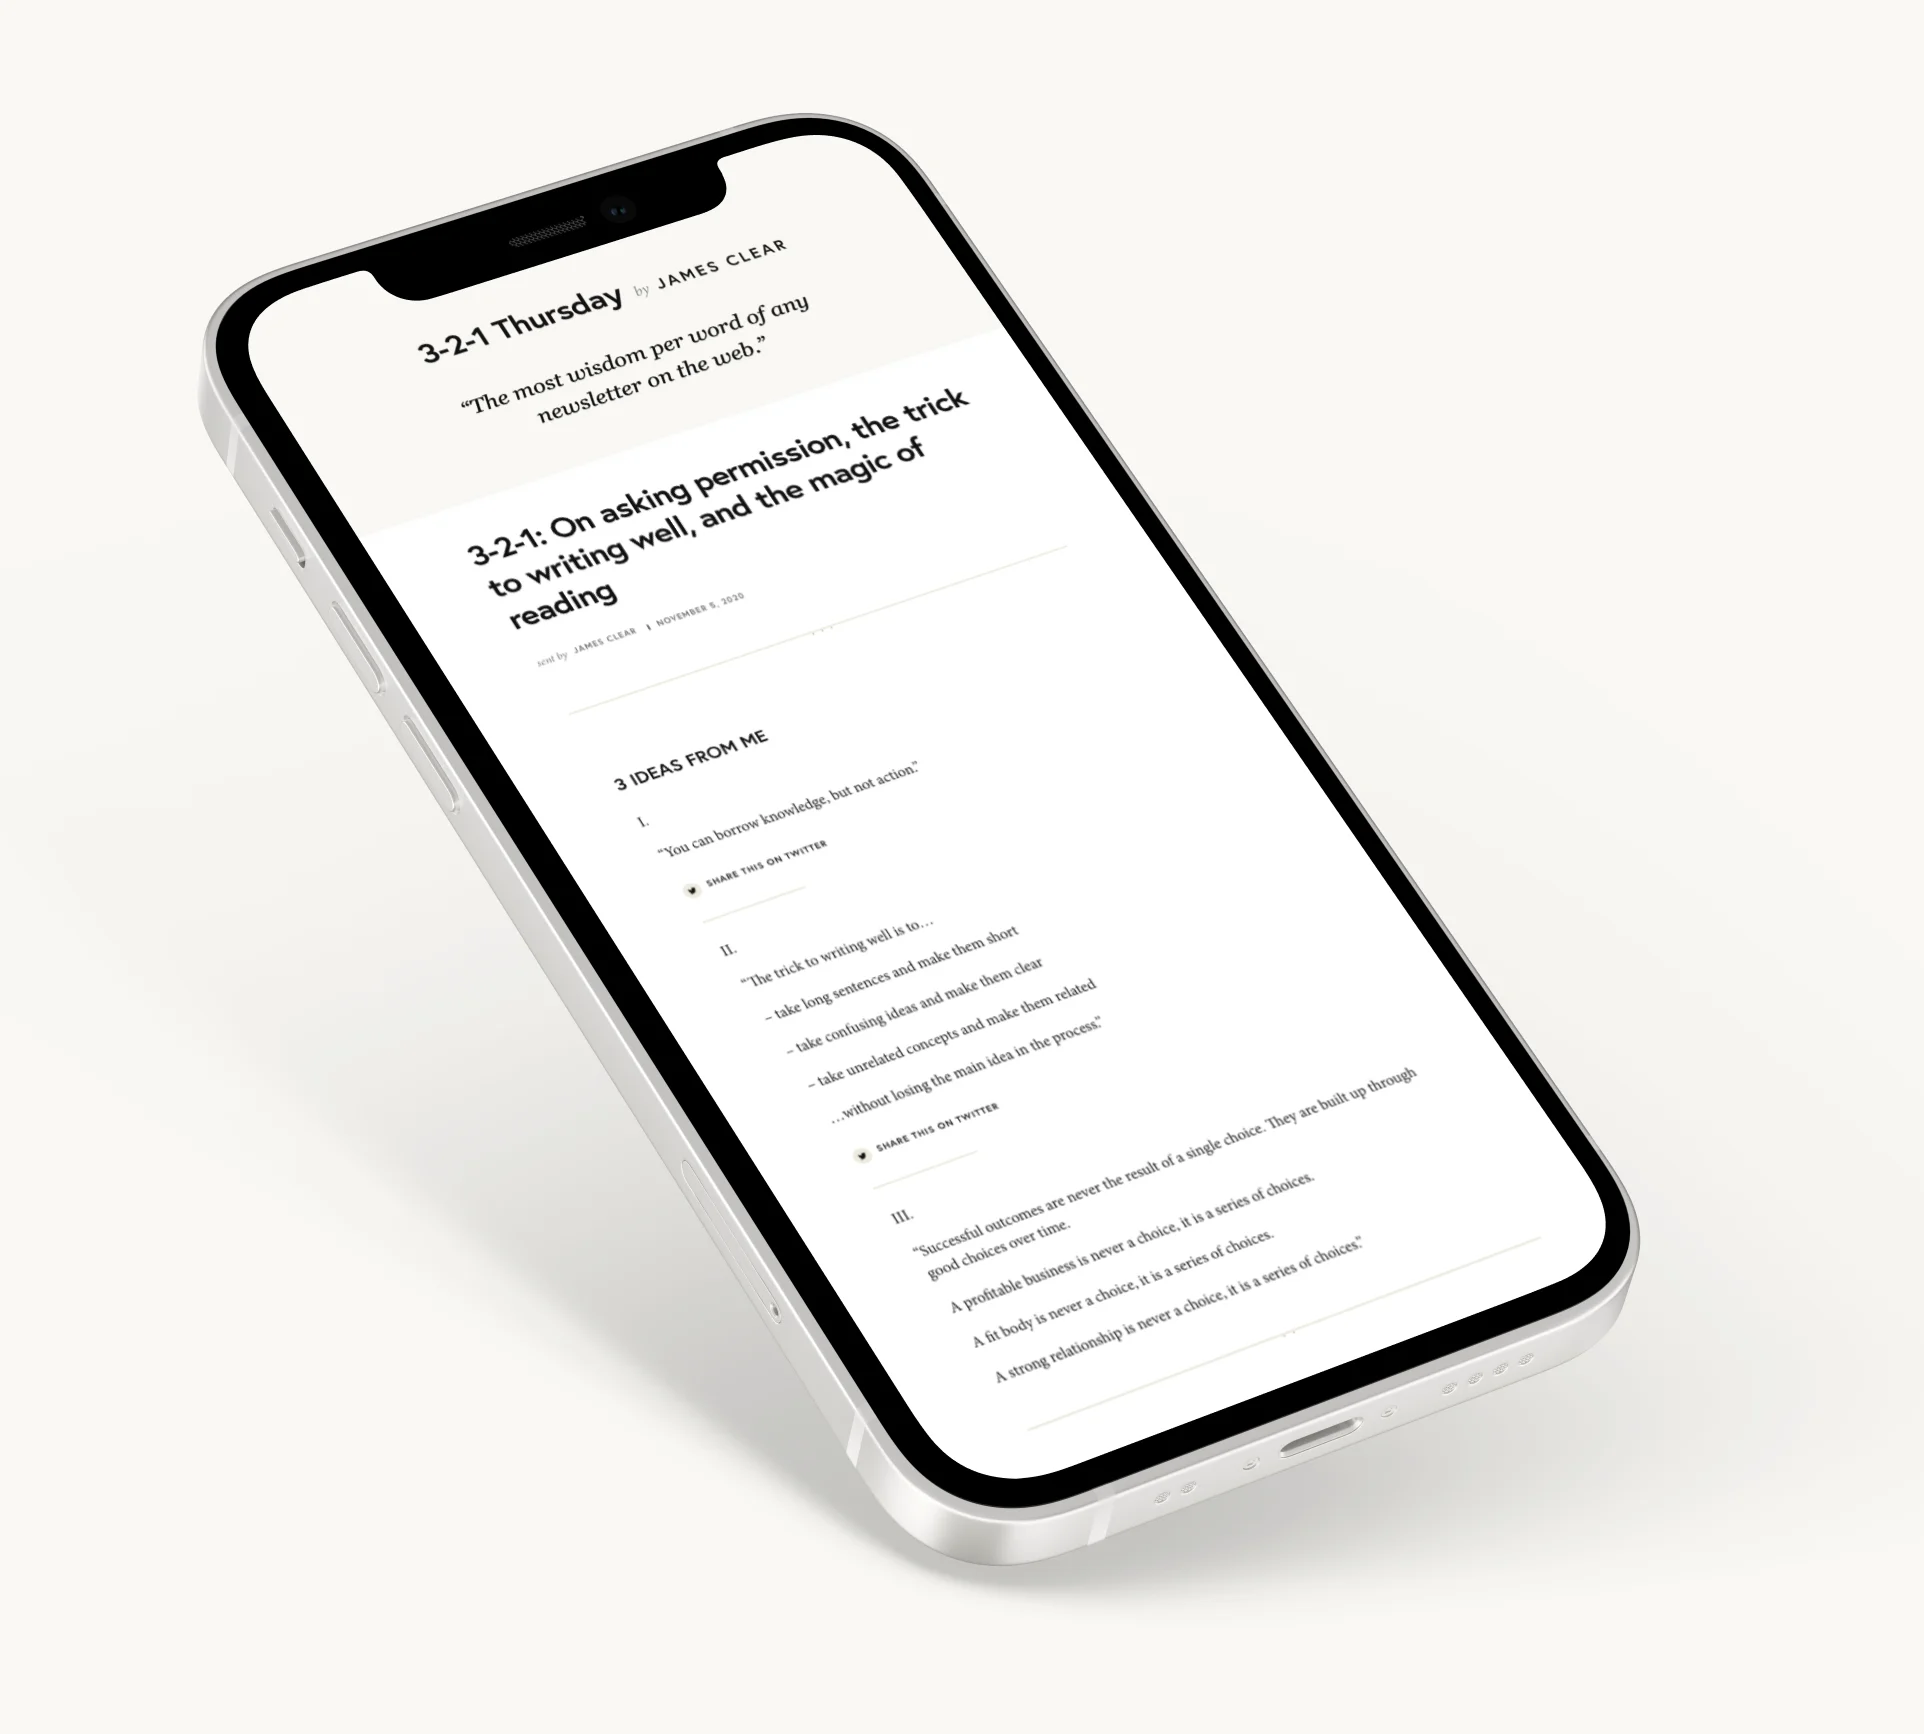 3-2-1 Thursday by JAMES CLEAR
“The most wisdom per word of any
newsletter on the web.”
3-2-1: On asking permission, the trick
to writing well, and the magic of
reading
sent by JAMES CLEAR | NOVEMBER 5, 2020
3 IDEAS FROM ME
I.
“You can borrow knowledge, but not action.”
SHARE THIS ON TWITTER
II.
“The trick to writing well is to…
– take long sentences and make them short
– take confusing ideas and make them clear
– take unrelated concepts and make them related
…without losing the main idea in the process.”
SHARE THIS ON TWITTER
III.
“Successful outcomes are never the result of a single choice. They are built up through
good choices over time.
A profitable business is never a choice, it is a series of choices.
A fit body is never a choice, it is a series of choices.
A strong relationship is never a choice, it is a series of choices.”